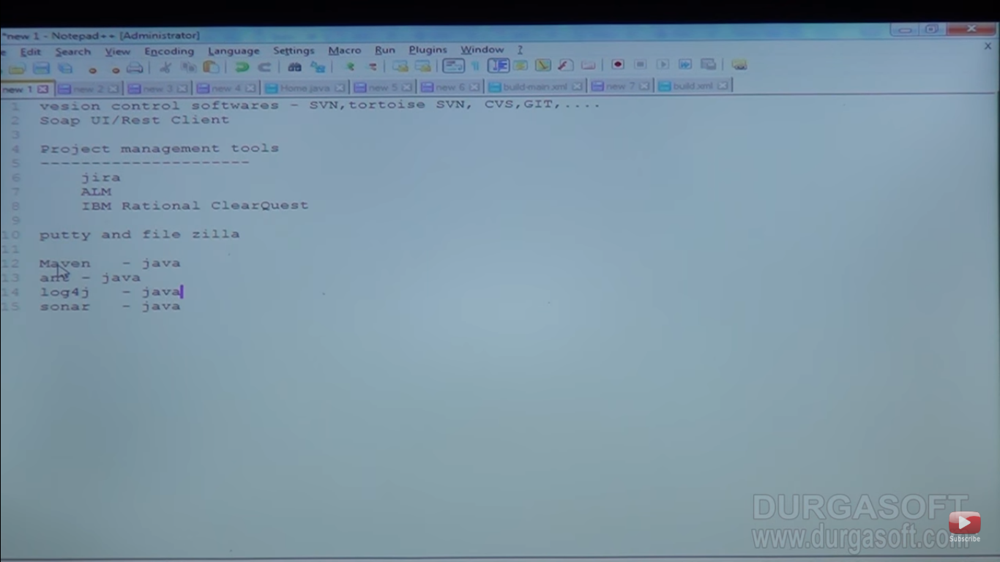 *new 1 - Notepad++ [Administrator]
Edit Search View Encoding Language Settings Macro Run Plugins Window ?
new 1 new 2 new 3 new 4 Home.java new 5 new 6 build-main.xml new 7 build.xml
1 vesion control softwares - SVN,tortoise SVN, CVS,GIT,....
2 Soap UI/Rest Client
3
4 Project management tools
5 ----------------------
6 jira
7 ALM
8 IBM Rational ClearQuest
9
10 putty and file zilla
11
12 Maven - java
13 ant - java
14 log4j - java
15 sonar - java
DURGASOFT
www.durgasoft.com
Subscribe